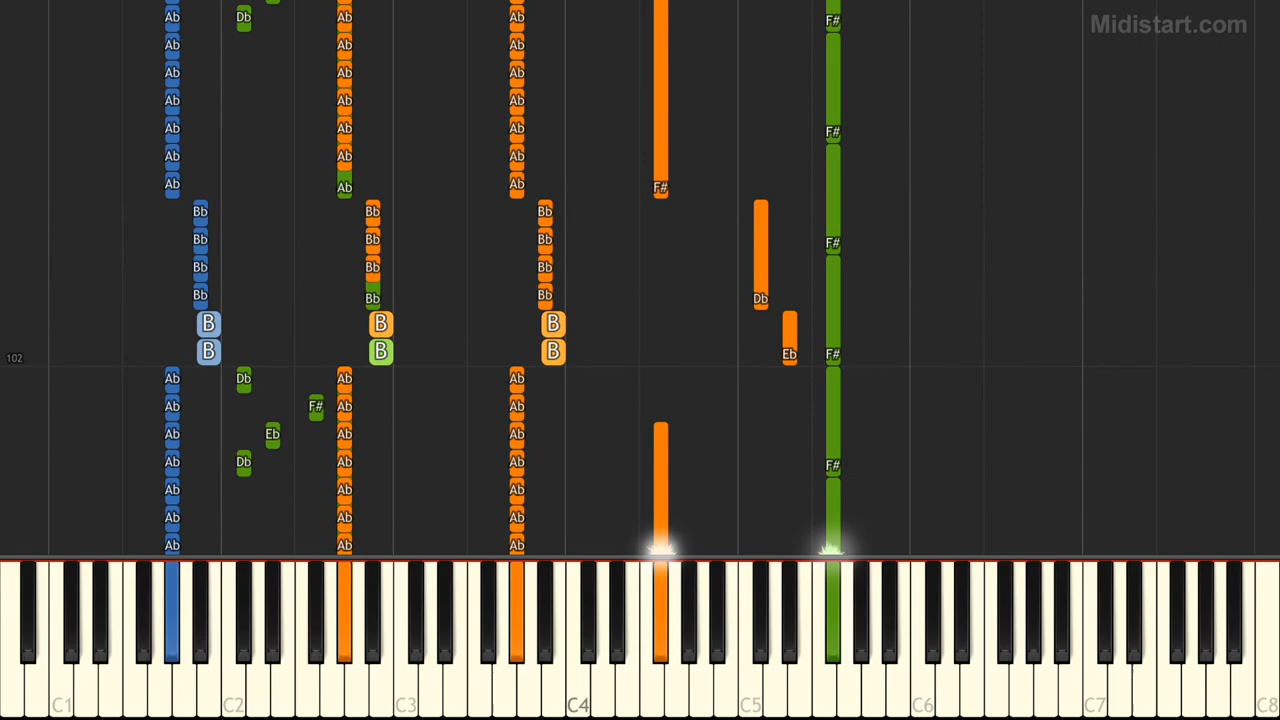 Ab Db Ab Ab F# Midistart.com
Ab Ab Ab
Ab Ab Ab
Ab Ab Ab
Ab Ab Ab F#
Ab Ab Ab
Ab Ab Ab F#
Bb Bb Bb
Bb Bb Bb F#
Bb Bb Bb
Bb Bb Bb Db
B B B
102 B B B Eb F#
Ab Db Ab Ab
Ab F# Ab Ab
Ab Eb Ab Ab
Ab Db Ab Ab F#
Ab Ab Ab
Ab Ab Ab
Ab Ab Ab
C1 C2 C3 C4 C5 C6 C7 C8